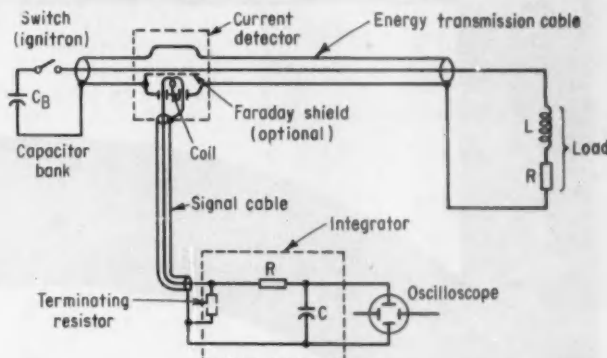 Switch
(ignitron)
Current
detector
Energy transmission cable
C_B
Capacitor
bank
Faraday shield
(optional)
Coil
L
R
Load
Signal cable
Integrator
R
C
Terminating
resistor
Oscilloscope